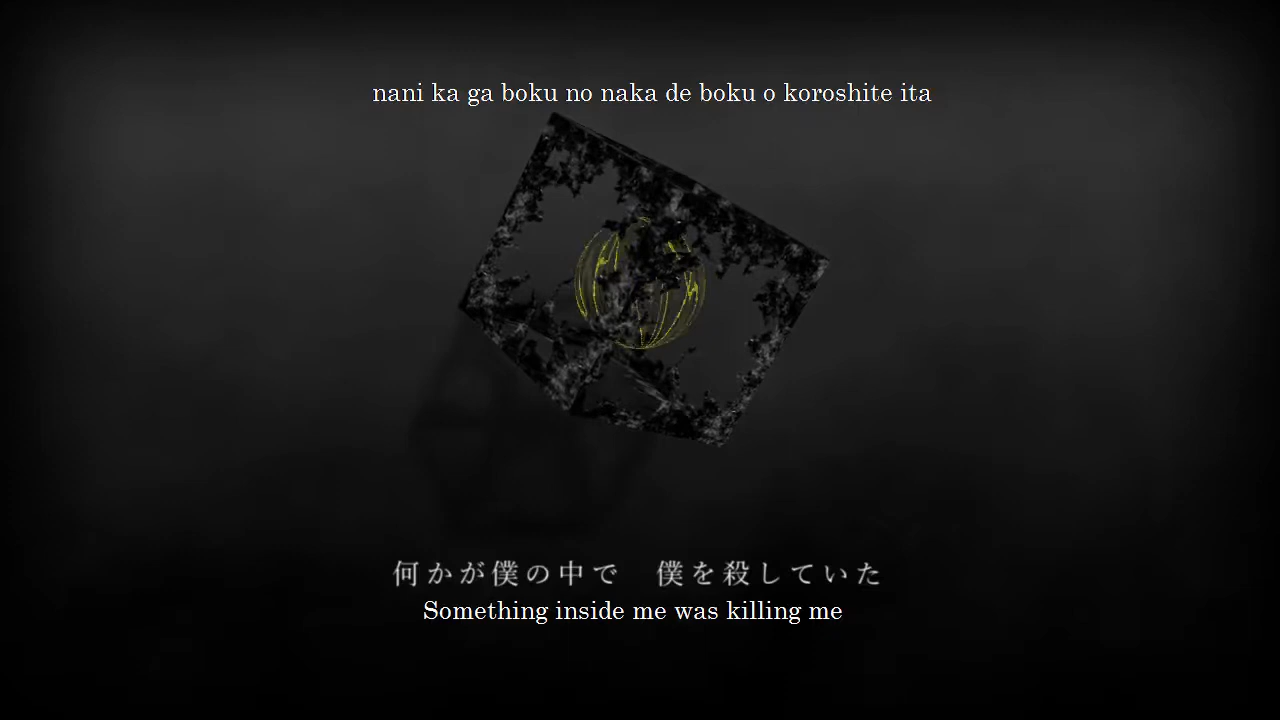 nani ka ga boku no naka de boku o koroshite ita
何かが僕の中で　僕を殺していた
Something inside me was killing me